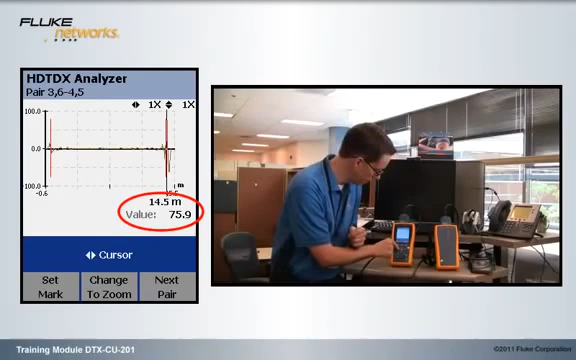 FLUKE
networks®
HDTDX Analyzer
Pair 3,6-4,5
1X 1X
100.0
100.0
-0.6 m
14.5 m
Value: 75.9
Cursor
Set Mark
Change To Zoom
Next Pair
Training Module DTX-CU-201
©2011 Fluke Corporation